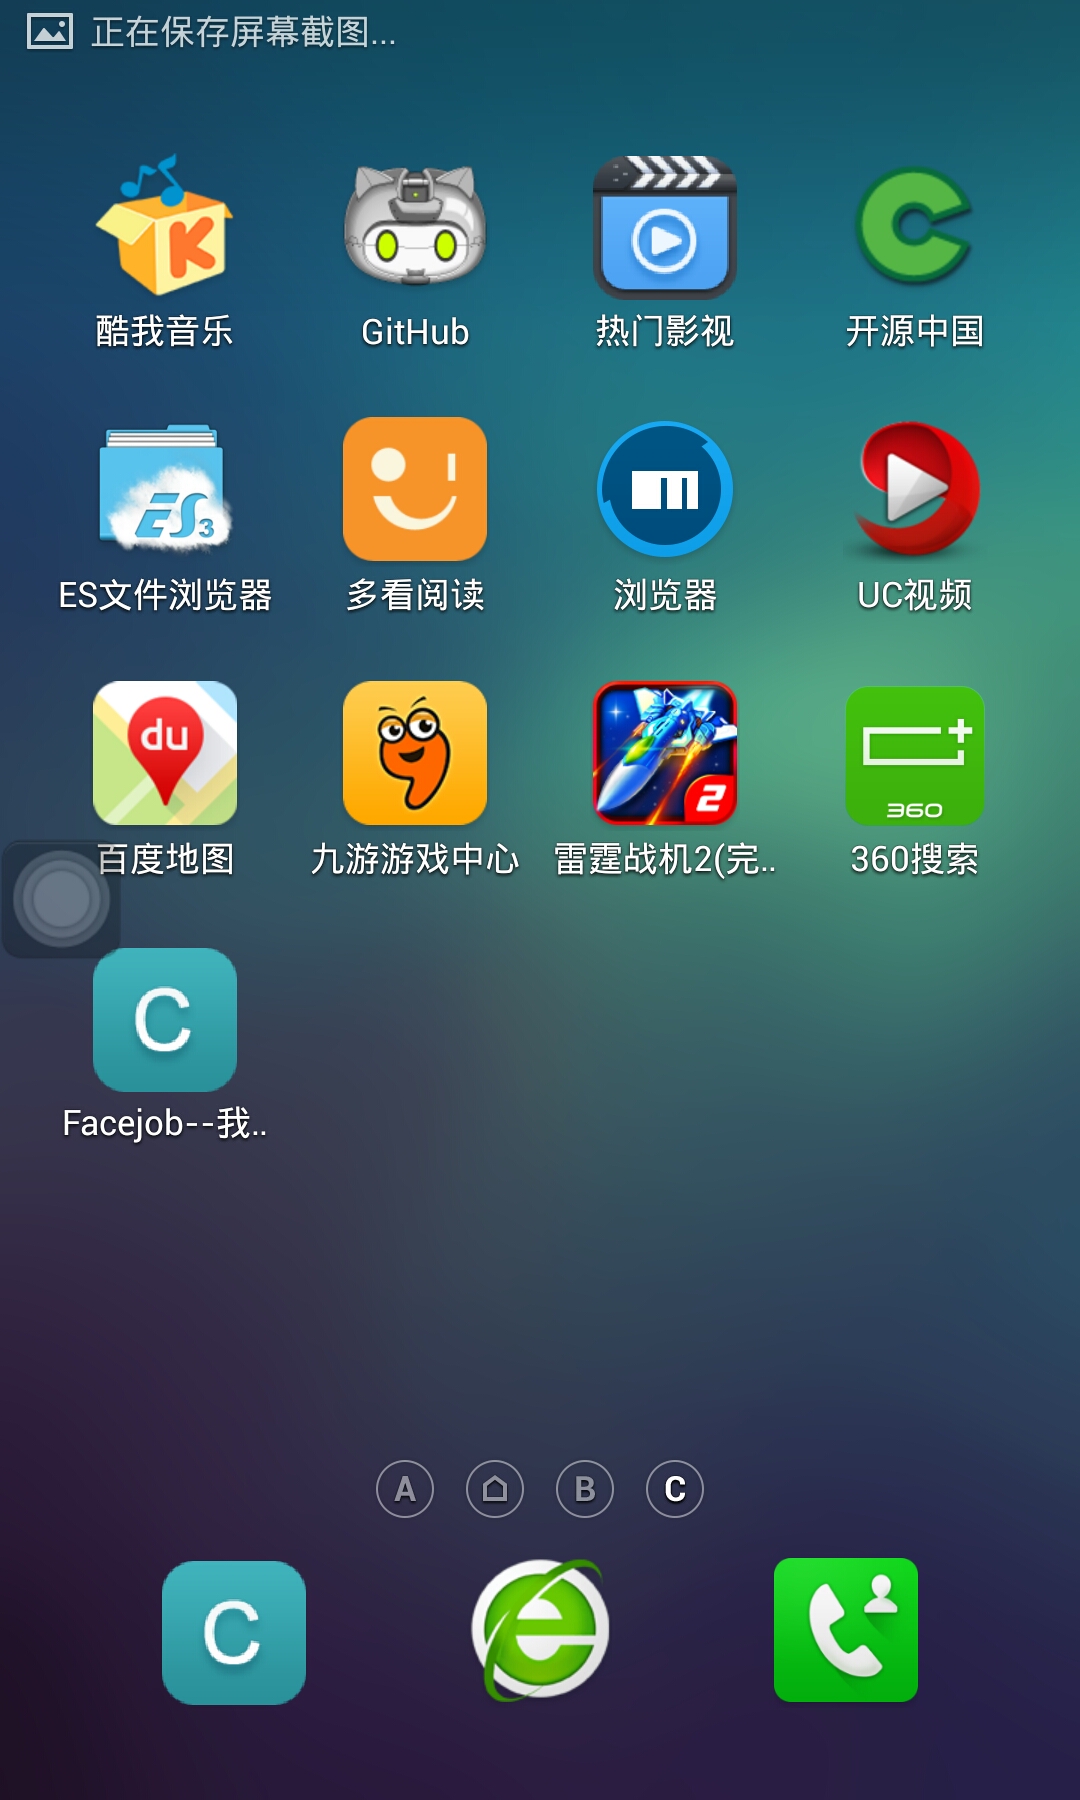 正在保存屏幕截图...
K
酷我音乐
GitHub
热门影视
开源中国
ES3
ES文件浏览器
多看阅读
浏览器
UC视频
du
2
360
百度地图
九游游戏中心
雷霆战机2(完..
360搜索
C
Facejob--我..
A B C
C